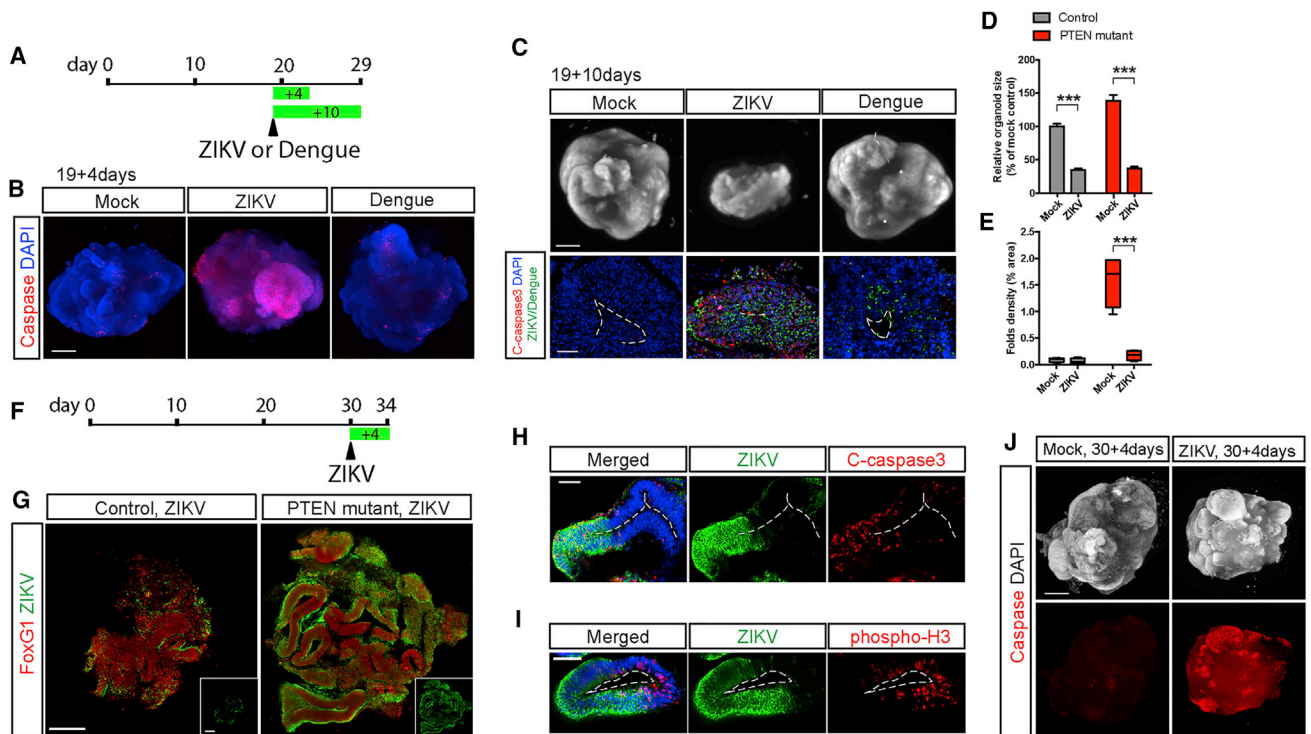 A
day 0 10 20 29
+4
+10
ZIKV or Dengue
B
19+4days
Mock ZIKV Dengue
Caspase DAPI
C
19+10days
Mock ZIKV Dengue
C-caspase3 DAPI
ZIKV/Dengue
D
Control
PTEN mutant
Relative organoid size
(% of mock control)
200
150
100
50
0
*** ***
Mock ZIKV Mock ZIKV
E
Folds density (% area)
2.5
2.0
1.5
1.0
0.5
0.0
***
Mock ZIKV Mock ZIKV
F
day 0 10 20 30 34
+4
ZIKV
G
Control, ZIKV PTEN mutant, ZIKV
FoxG1 ZIKV
H
Merged ZIKV C-caspase3
I
Merged ZIKV phospho-H3
J
Mock, 30+4days ZIKV, 30+4days
Caspase DAPI